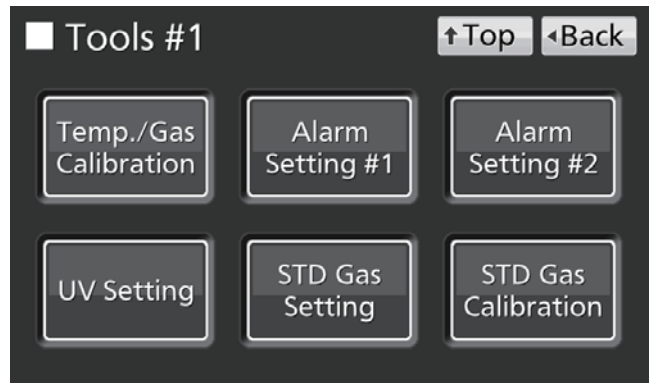 Tools #1
Top
Back
Temp./Gas
Calibration
Alarm
Setting #1
Alarm
Setting #2
UV Setting
STD Gas
Setting
STD Gas
Calibration